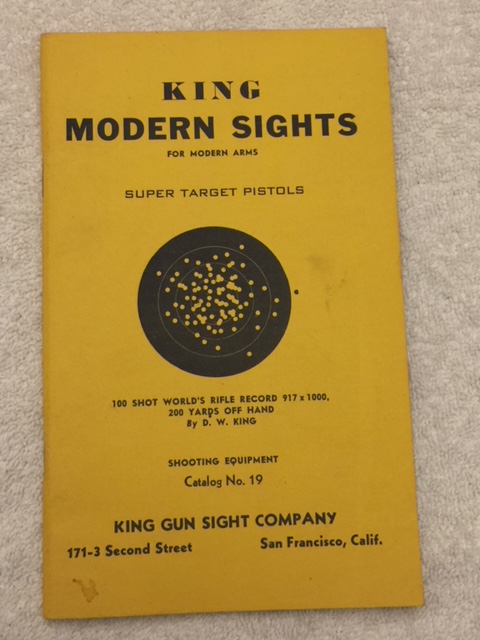 KING
MODERN SIGHTS
FOR MODERN ARMS
SUPER TARGET PISTOLS
100 SHOT WORLD'S RIFLE RECORD 917 x 1000,
200 YARDS OFF HAND
By D. W. KING
SHOOTING EQUIPMENT
Catalog No. 19
KING GUN SIGHT COMPANY
171-3 Second Street San Francisco, Calif.